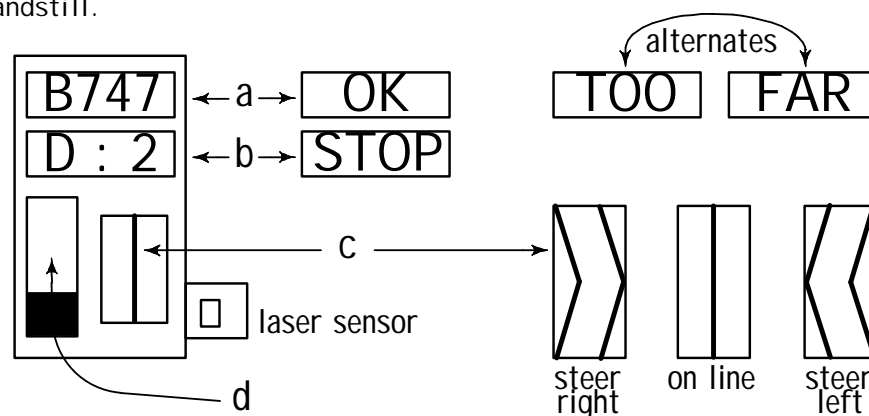 andstill.
alternates
B747 a OK TOO FAR
D : 2 b STOP
C
laser sensor
d
steer right
on line
steer left